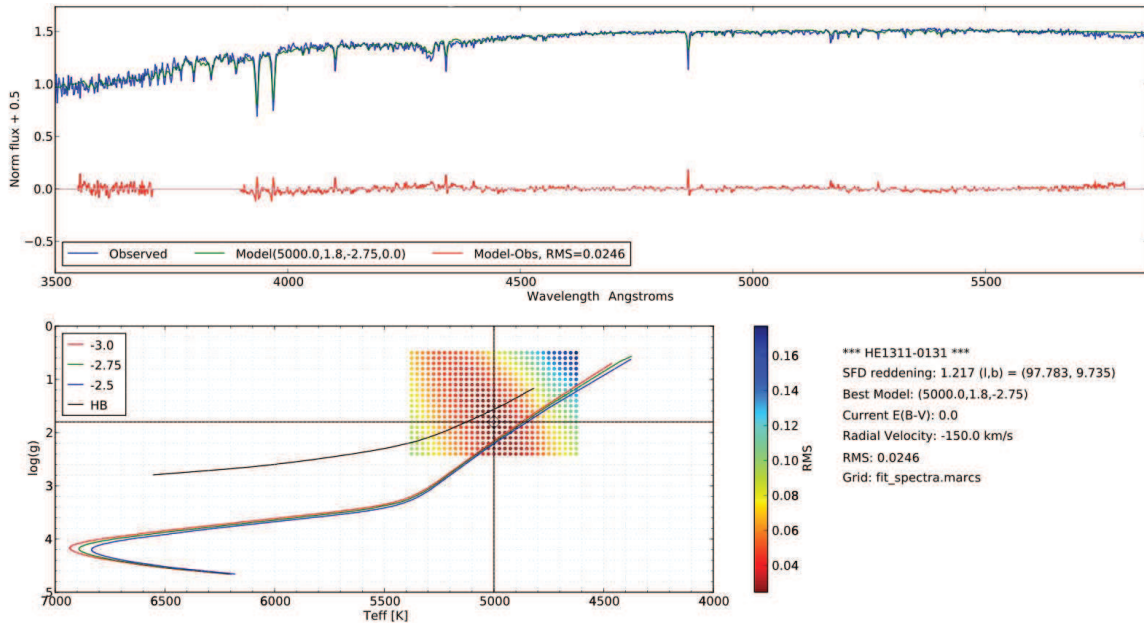 1.5
1.0
0.5
0.0
−0.5
Norm flux + 0.5
Observed Model(5000.0,1.8,-2.75,0.0) Model-Obs, RMS=0.0246
3500 4000 4500 5000 5500
Wavelength Angstroms
0
1
2
3
4
5
log(g)
-3.0
-2.75
-2.5
HB
7000 6500 6000 5500 5000 4500 4000
Teff [K]
0.16
0.14
0.12
0.10
0.08
0.06
0.04
RMS
*** HE1311-0131 ***
SFD reddening: 1.217 (l,b) = (97.783, 9.735)
Best Model: (5000.0,1.8,-2.75)
Current E(B-V): 0.0
Radial Velocity: -150.0 km/s
RMS: 0.0246
Grid: fit_spectra.marcs